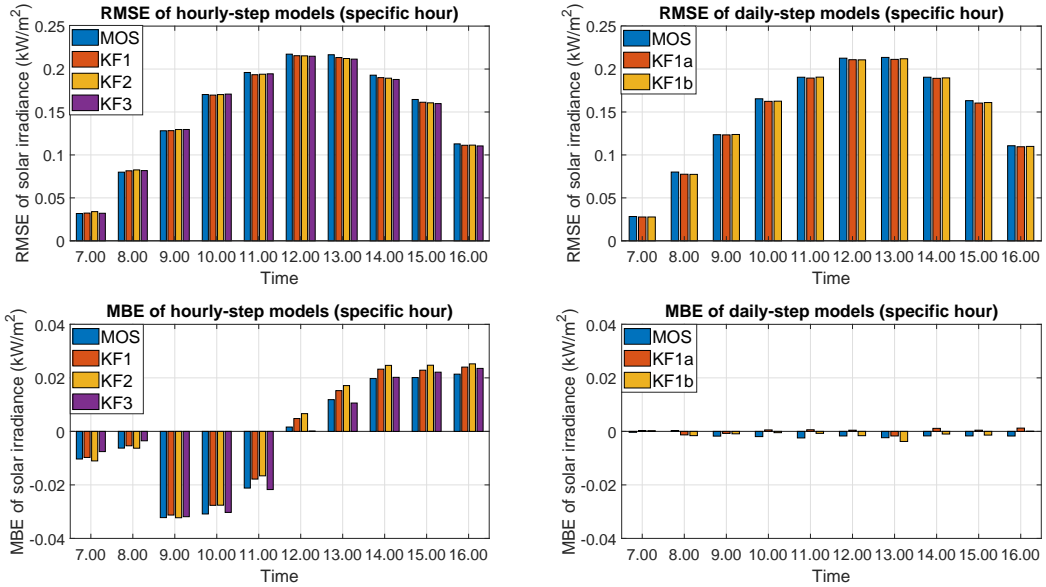 RMSE of hourly-step models (specific hour)
RMSE of solar irradiance (kW/m²)
0.25
0.2
0.15
0.1
0.05
0
MOS
KF1
KF2
KF3
7.00 8.00 9.00 10.00 11.00 12.00 13.00 14.00 15.00 16.00
Time
RMSE of daily-step models (specific hour)
RMSE of solar irradiance (kW/m²)
0.25
0.2
0.15
0.1
0.05
0
MOS
KF1a
KF1b
7.00 8.00 9.00 10.00 11.00 12.00 13.00 14.00 15.00 16.00
Time
MBE of hourly-step models (specific hour)
MBE of solar irradiance (kW/m²)
0.04
0.02
0
-0.02
-0.04
MOS
KF1
KF2
KF3
7.00 8.00 9.00 10.00 11.00 12.00 13.00 14.00 15.00 16.00
Time
MBE of daily-step models (specific hour)
MBE of solar irradiance (kW/m²)
0.04
0.02
0
-0.02
-0.04
MOS
KF1a
KF1b
7.00 8.00 9.00 10.00 11.00 12.00 13.00 14.00 15.00 16.00
Time